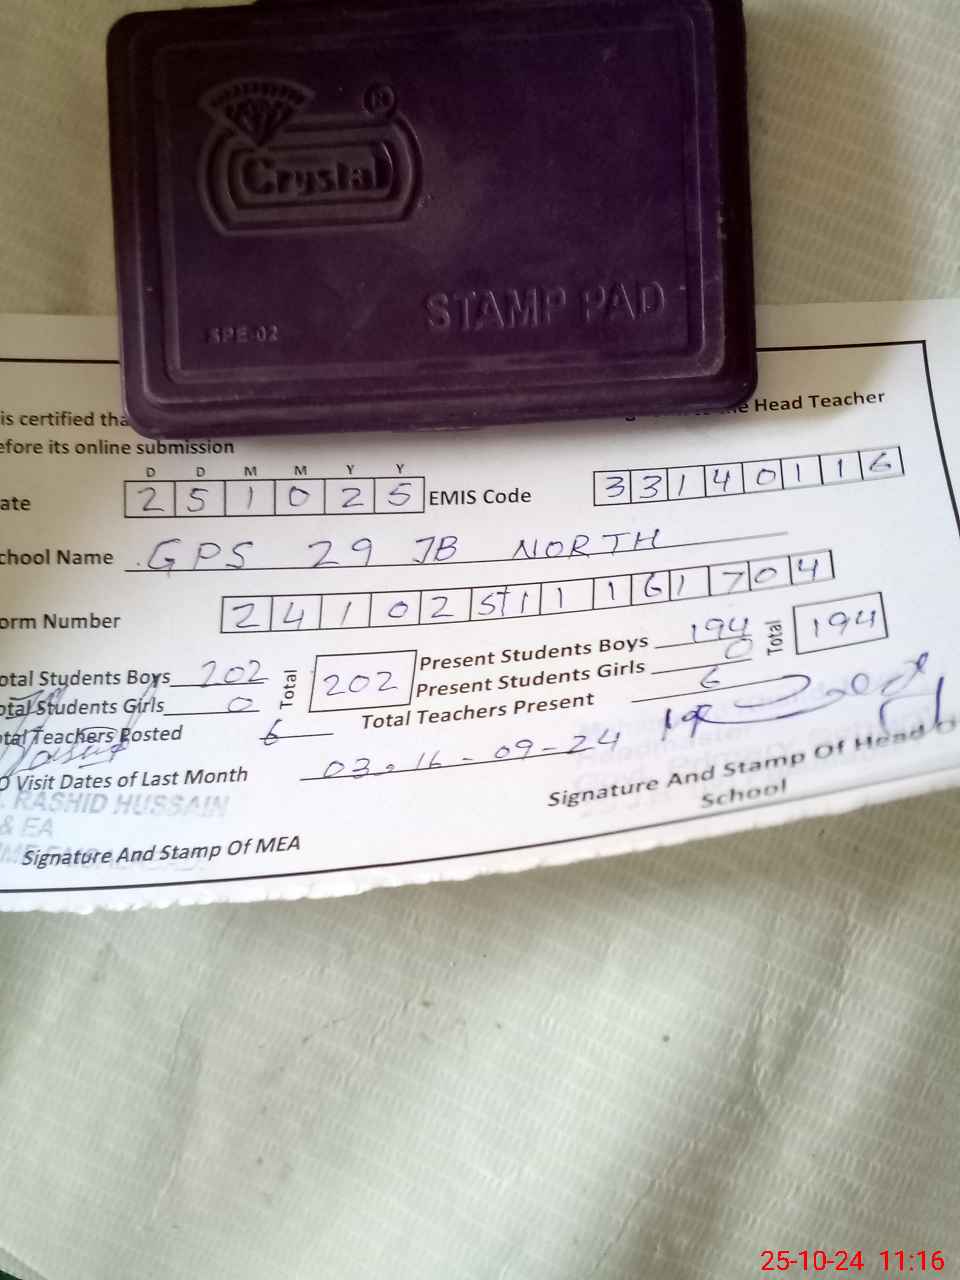 Crystal
STAMP PAD
SPE-02
is certified tha
the Head Teacher
efore its online submission
D D M M Y Y
ate 2 5 1 0 2 5 EMIS Code 3 3 1 4 0 1 1 6
chool Name GPS 29 JB NORTH
orm Number 2 4 1 0 2 5 1 1 1 6 1 7 0 4
otal Students Boys 202 Total 202 Present Students Boys 194 Total 194
otal Students Girls 0 Present Students Girls 0
otal Teachers Posted 6 Total Teachers Present 6
Visit Dates of Last Month 03.16-09-24
RASHID HUSSAIN
& EA
Signature And Stamp Of MEA
Signature And Stamp Of Head O
School
25-10-24 11:16